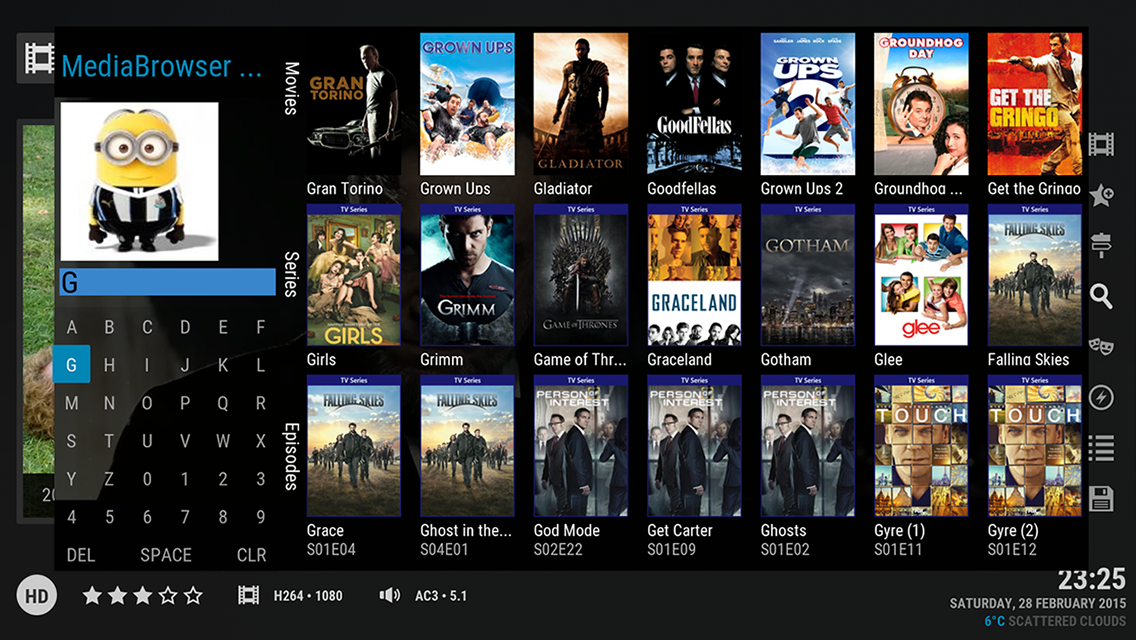 MediaBrowser ...
G
A B C D E F
G H I J K L
M N O P Q R
S T U V W X
Y Z 0 1 2 3
4 5 6 7 8 9
DEL SPACE CLR
Movies
GRAN TORINO
GROWN UPS
GLADIATOR
GoodFellas
GROWN UPS 2
GROUNDHOG DAY
GET THE GRINGO
Gran Torino
Grown Ups
Gladiator
Goodfellas
Grown Ups 2
Groundhog ...
Get the Gringo
Series
TV Series TV Series TV Series TV Series TV Series TV Series TV Series
GIRLS
GRIMM
GAME OF THRONES
GRACELAND
GOTHAM
glee
FALLING SKIES
Girls
Grimm
Game of Thr...
Graceland
Gotham
Glee
Falling Skies
Episodes
TV Series TV Series TV Series TV Series TV Series TV Series TV Series
FALLING SKIES
FALLING SKIES
PERSON OF INTEREST
PERSON OF INTEREST
PERSON OF INTEREST
TOUCH
TOUCH
Grace
S01E04
Ghost in the...
S04E01
God Mode
S02E22
Get Carter
S01E09
Ghosts
S01E02
Gyre (1)
S01E11
Gyre (2)
S01E12
20
HD
H264 • 1080
AC3 • 5.1
23:25
SATURDAY, 28 FEBRUARY 2015
6°C SCATTERED CLOUDS